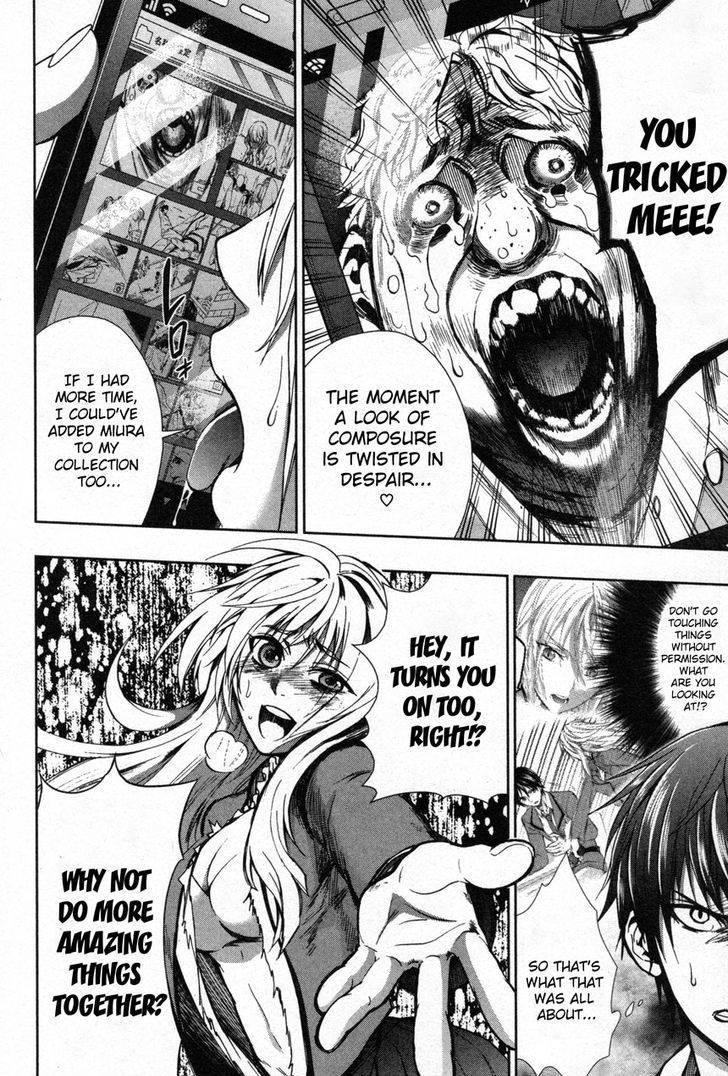 YOU
TRICKED
MEEE!
THE MOMENT
A LOOK OF
COMPOSURE
IS TWISTED IN
DESPAIR...
♡
IF I HAD
MORE TIME,
I COULD'VE
ADDED MIURA
TO MY
COLLECTION
TOO...
DON'T GO
TOUCHING
THINGS
WITHOUT
PERMISSION.
WHAT
ARE YOU
LOOKING
AT!?
SO THAT'S
WHAT THAT
WAS ALL
ABOUT...
HEY, IT
TURNS YOU
ON TOO,
RIGHT!?
WHY NOT
DO MORE
AMAZING
THINGS
TOGETHER?